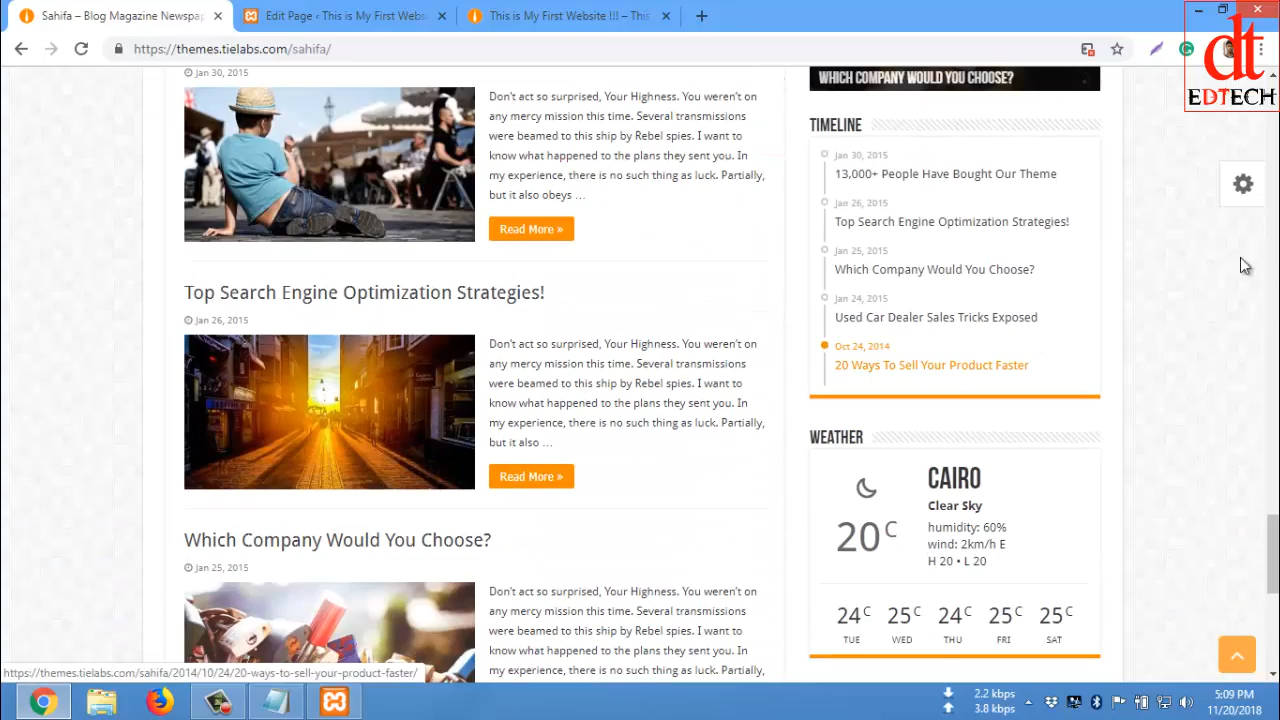 Sahifa – Blog Magazine Newspap
Edit Page ‹ This is My First Webs
This is My First Website !!! – This
https://themes.tielabs.com/sahifa/
dt
EDTECH
Jan 30, 2015
Don't act so surprised, Your Highness. You weren't on
any mercy mission this time. Several transmissions
were beamed to this ship by Rebel spies. I want to
know what happened to the plans they sent you. In
my experience, there is no such thing as luck. Partially,
but it also obeys …
Read More »
Top Search Engine Optimization Strategies!
Jan 26, 2015
Don't act so surprised, Your Highness. You weren't on
any mercy mission this time. Several transmissions
were beamed to this ship by Rebel spies. I want to
know what happened to the plans they sent you. In
my experience, there is no such thing as luck. Partially,
but it also …
Read More »
Which Company Would You Choose?
Jan 25, 2015
Don't act so surprised, Your Highness. You weren't on
any mercy mission this time. Several transmissions
were beamed to this ship by Rebel spies. I want to
know what happened to the plans they sent you. In
WHICH COMPANY WOULD YOU CHOOSE?
TIMELINE
Jan 30, 2015
13,000+ People Have Bought Our Theme
Jan 26, 2015
Top Search Engine Optimization Strategies!
Jan 25, 2015
Which Company Would You Choose?
Jan 24, 2015
Used Car Dealer Sales Tricks Exposed
Oct 24, 2014
20 Ways To Sell Your Product Faster
WEATHER
CAIRO
Clear Sky
20 C
humidity: 60%
wind: 2km/h E
H 20 • L 20
24 C 25 C 24 C 25 C 25 C
TUE WED THU FRI SAT
my experience, there is no such thing as luck. Partially,
https://themes.tielabs.com/sahifa/2014/10/24/20-ways-to-sell-your-product-faster/
2.2 kbps
3.8 kbps
5:09 PM
11/20/2018